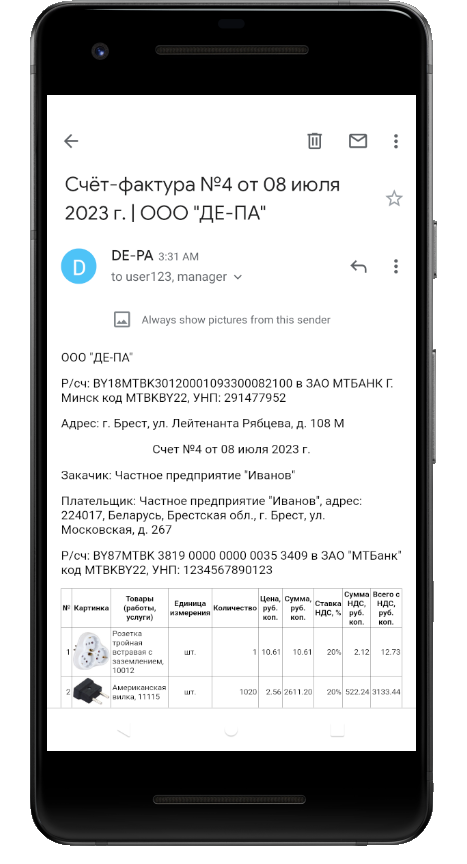 Счёт-фактура №4 от 08 июля
2023 г. | ООО "ДЕ-ПА"
D
DE-PA 3:31 AM
to user123, manager
Always show pictures from this sender
ООО "ДЕ-ПА"
Р/сч: BY18MTBK30120001093300082100 в ЗАО МТБАНК Г.
Минск код MTBKBY22, УНП: 291477952
Адрес: г. Брест, ул. Лейтенанта Рябцева, д. 108 М
Счет №4 от 08 июля 2023 г.
Закачик: Частное предприятие "Иванов"
Плательщик: Частное предприятие "Иванов", адрес:
224017, Беларусь, Брестская обл., г. Брест, ул.
Московская, д. 267
Р/сч: BY87MTBK 3819 0000 0000 0035 3409 в ЗАО "МТБанк"
код MTBKBY22, УНП: 1234567890123
№ Картинка Товары (работы, услуги) Единица измерения Количество Цена, руб. коп. Сумма, руб. коп. Ставка НДС, % Сумма НДС, руб. коп. Всего с НДС, руб. коп.
1 Розетка тройная встравая с заземлением, 10012 шт. 1 10.61 10.61 20% 2.12 12.73
2 Американская вилка, 11115 шт. 1020 2.56 2611.20 20% 522.24 3133.44